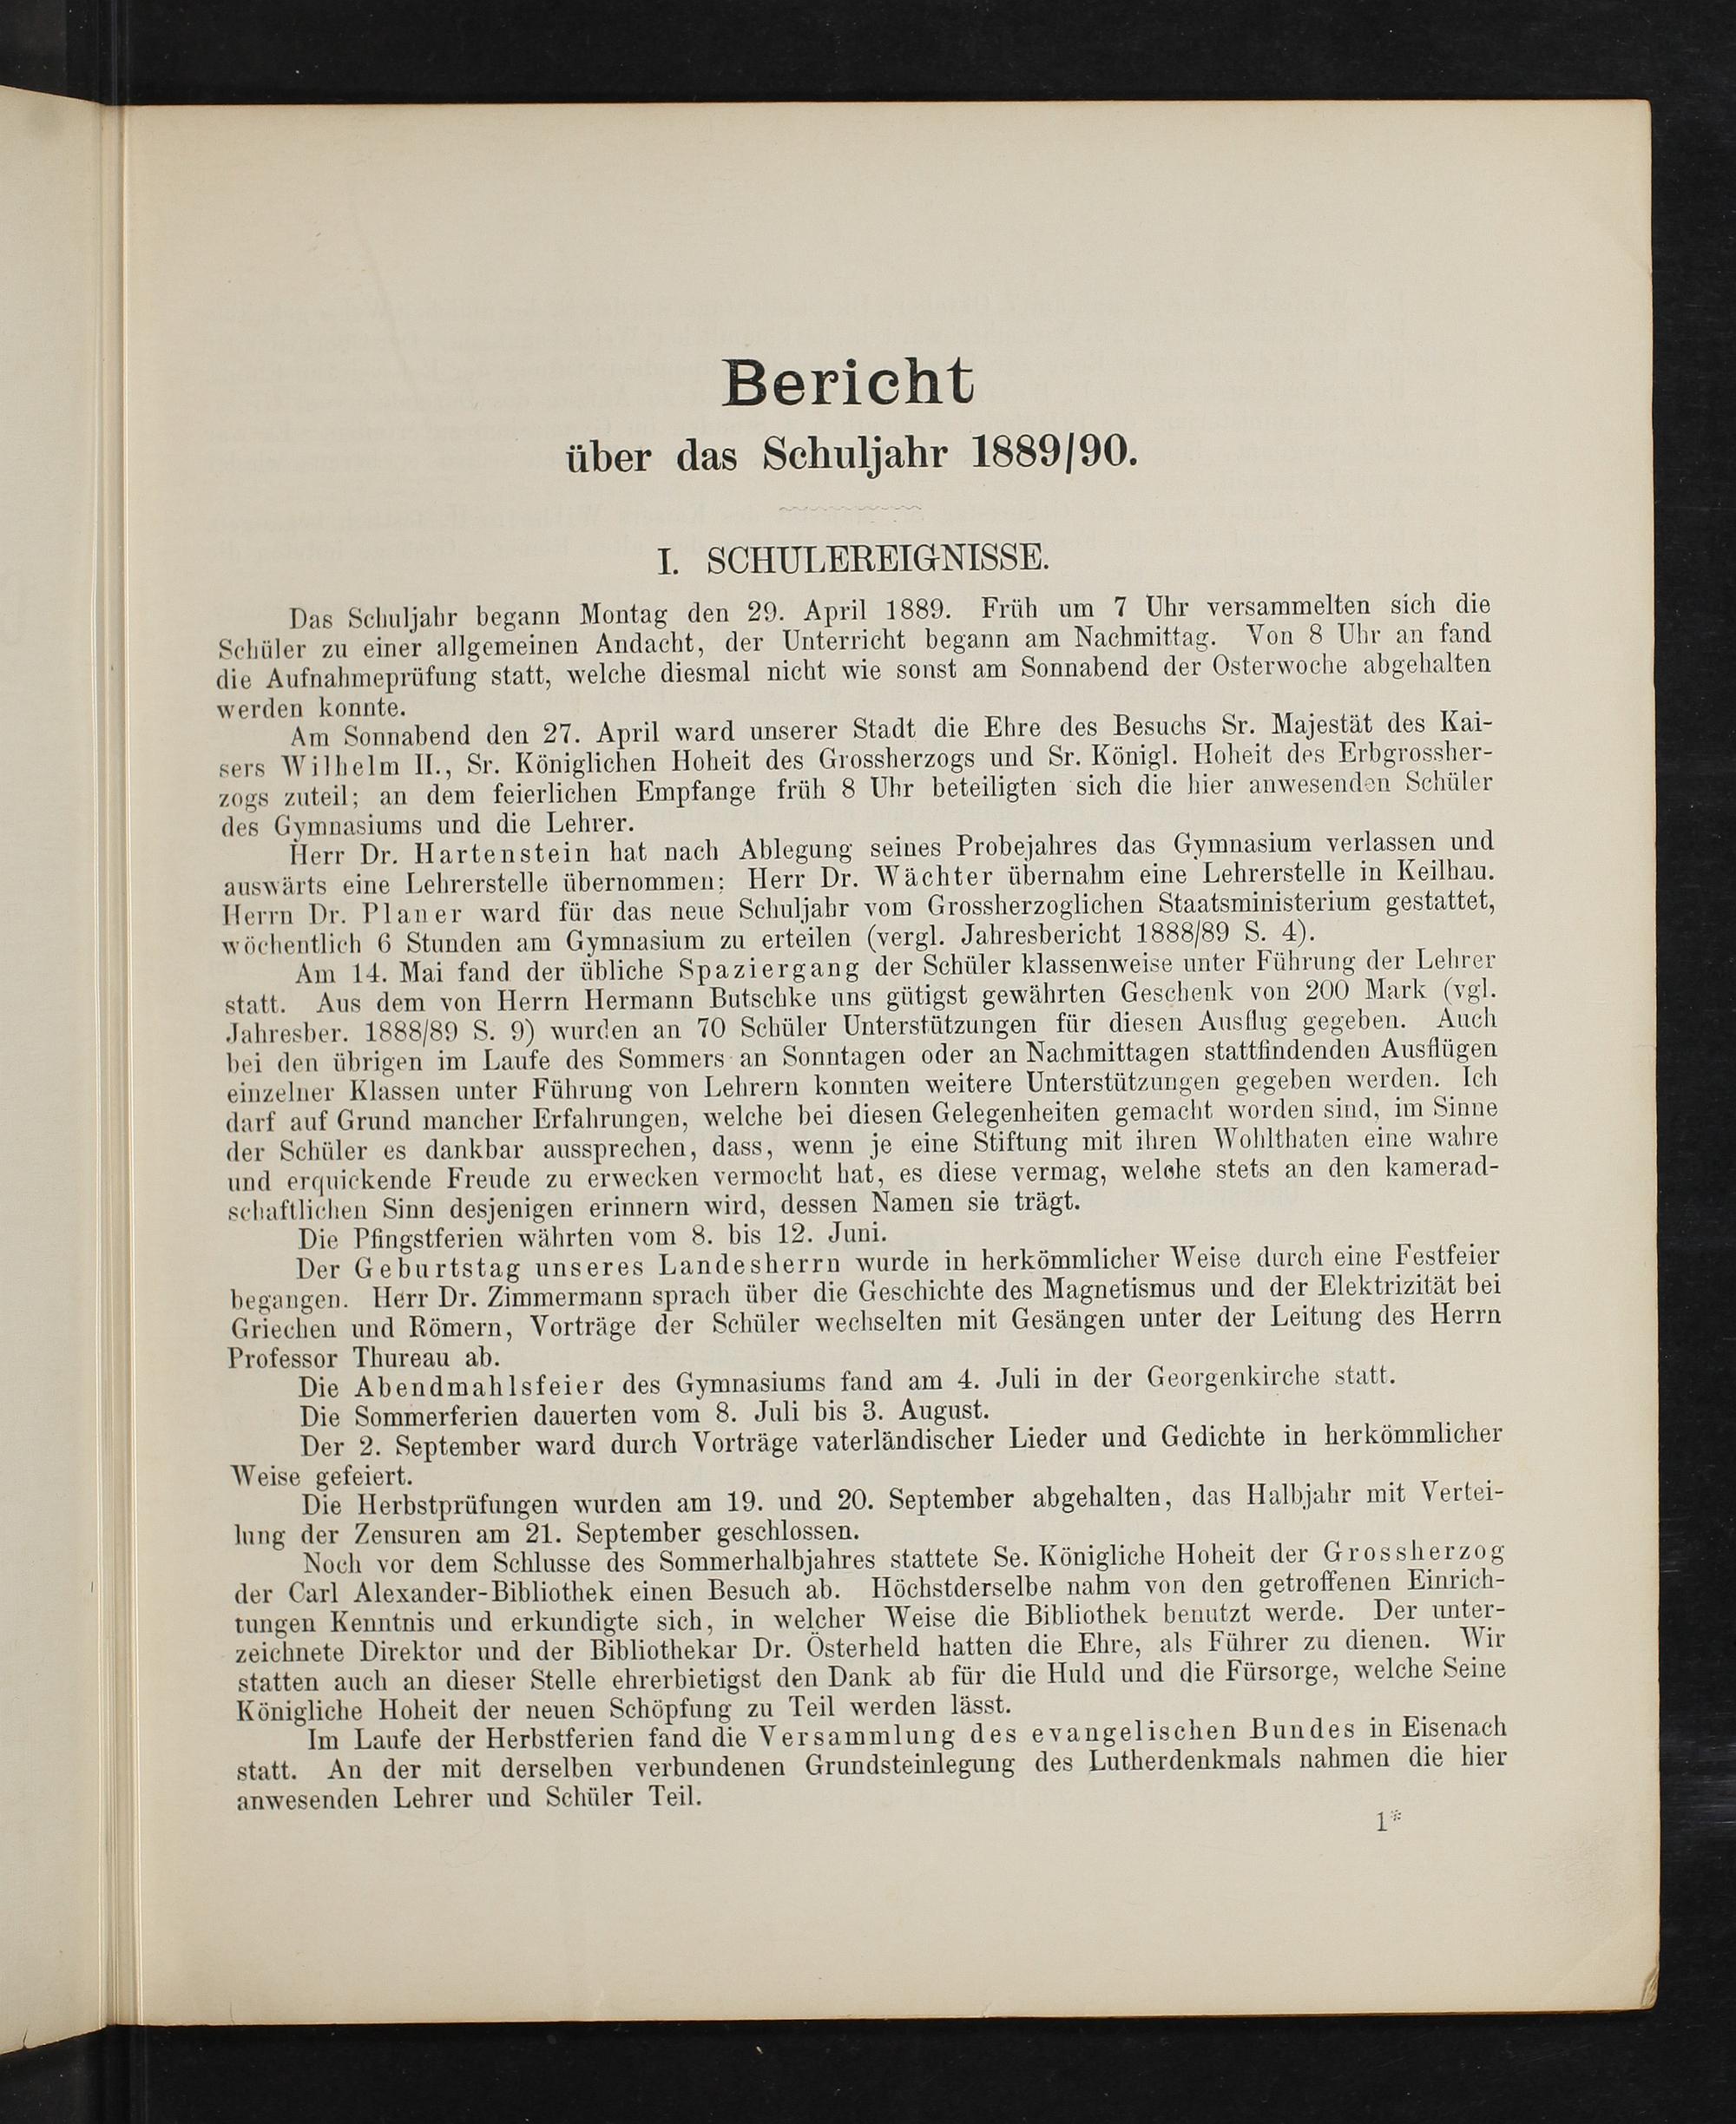 Bericht
über das Schuljahr 1889/90.
I. SCHULEREIGNISSE.
Das Schuljahr begann Montag den 29. April 1889. Früh um 7 Uhr versammelten sich die
Schüler zu einer allgemeinen Andacht, der Unterricht begann am Nachmittag. Von 8 Uhr an fand
die Aufnahmeprüfung statt, welche diesmal nicht wie sonst am Sonnabend der Osterwoche abgehalten
werden konnte.
Am Sonnabend den 27. April ward unserer Stadt die Ehre des Besuchs Sr. Majestät des Kai-
sers Wilhelm II., Sr. Königlichen Hoheit des Grossherzogs und Sr. Königl. Hoheit des Erbgrossher-
zogs zuteil; an dem feierlichen Empfange früh 8 Uhr beteiligten sich die hier anwesenden Schüler
des Gymnasiums und die Lehrer.
Herr Dr. Hartenstein hat nach Ablegung seines Probejahres das Gymnasium verlassen und
auswärts eine Lehrerstelle übernommen; Herr Dr. Wächter übernahm eine Lehrerstelle in Keilhau.
Herrn Dr. Planer ward für das neue Schuljahr vom Grossherzoglichen Staatsministerium gestattet,
wöchentlich 6 Stunden am Gymnasium zu erteilen (vergl. Jahresbericht 1888/89 S. 4).
Am 14. Mai fand der übliche Spaziergang der Schüler klassenweise unter Führung der Lehrer
statt. Aus dem von Herrn Hermann Butschke uns gütigst gewährten Geschenk von 200 Mark (vgl.
Jahresber. 1888/89 S. 9) wurden an 70 Schüler Unterstützungen für diesen Ausflug gegeben. Auch
bei den übrigen im Laufe des Sommers an Sonntagen oder an Nachmittagen stattfindenden Ausflügen
einzelner Klassen unter Führung von Lehrern konnten weitere Unterstützungen gegeben werden. Ich
darf auf Grund mancher Erfahrungen, welche bei diesen Gelegenheiten gemacht worden sind, im Sinne
der Schüler es dankbar aussprechen, dass, wenn je eine Stiftung mit ihren Wohlthaten eine wahre
und erquickende Freude zu erwecken vermocht hat, es diese vermag, welche stets an den kamerad-
schaftlichen Sinn desjenigen erinnern wird, dessen Namen sie trägt.
Die Pfingstferien währten vom 8. bis 12. Juni.
Der Geburtstag unseres Landesherrn wurde in herkömmlicher Weise durch eine Festfeier
begangen. Herr Dr. Zimmermann sprach über die Geschichte des Magnetismus und der Elektrizität bei
Griechen und Römern, Vorträge der Schüler wechselten mit Gesängen unter der Leitung des Herrn
Professor Thureau ab.
Die Abendmahlsfeier des Gymnasiums fand am 4. Juli in der Georgenkirche statt.
Die Sommerferien dauerten vom 8. Juli bis 3. August.
Der 2. September ward durch Vorträge vaterländischer Lieder und Gedichte in herkömmlicher
Weise gefeiert.
Die Herbstprüfungen wurden am 19. und 20. September abgehalten, das Halbjahr mit Vertei-
lung der Zensuren am 21. September geschlossen.
Noch vor dem Schlusse des Sommerhalbjahres stattete Se. Königliche Hoheit der Grossherzog
der Carl Alexander-Bibliothek einen Besuch ab. Höchstderselbe nahm von den getroffenen Einrich-
tungen Kenntnis und erkundigte sich, in welcher Weise die Bibliothek benutzt werde. Der unter-
zeichnete Direktor und der Bibliothekar Dr. Österheld hatten die Ehre, als Führer zu dienen. Wir
statten auch an dieser Stelle ehrerbietigst den Dank ab für die Huld und die Fürsorge, welche Seine
Königliche Hoheit der neuen Schöpfung zu Teil werden lässt.
Im Laufe der Herbstferien fand die Versammlung des evangelischen Bundes in Eisenach
statt. An der mit derselben verbundenen Grundsteinlegung des Lutherdenkmals nahmen die hier
anwesenden Lehrer und Schüler Teil.
1*